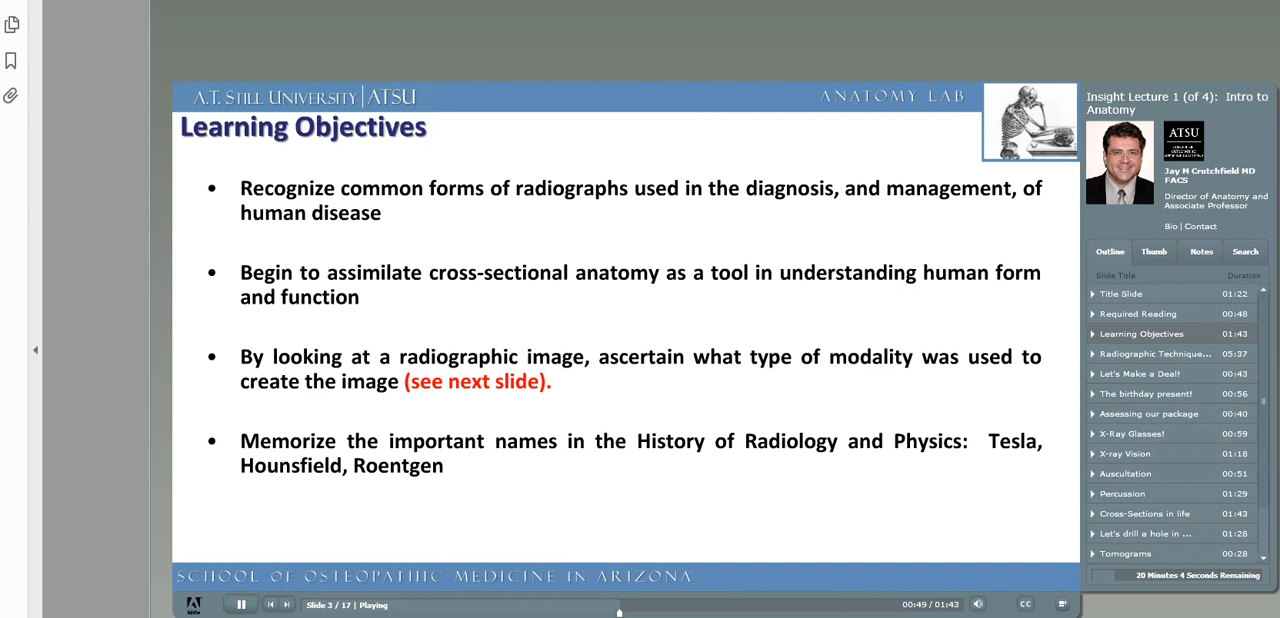 A.T. STILL UNIVERSITY | ATSU
ANATOMY LAB
Learning Objectives
• Recognize common forms of radiographs used in the diagnosis, and management, of
human disease
• Begin to assimilate cross-sectional anatomy as a tool in understanding human form
and function
• By looking at a radiographic image, ascertain what type of modality was used to
create the image (see next slide).
• Memorize the important names in the History of Radiology and Physics: Tesla,
Hounsfield, Roentgen
SCHOOL OF OSTEOPATHIC MEDICINE IN ARIZONA
Slide 3 / 17 | Playing
00:49 / 01:43
CC
Insight Lecture 1 (of 4): Intro to
Anatomy
ATSU
Jay M Crutchfield MD
FACS
Director of Anatomy and
Associate Professor
Bio | Contact
Outline Thumb Notes Search
Slide Title Duration
Title Slide 01:22
Required Reading 00:48
Learning Objectives 01:43
Radiographic Technique... 05:37
Let's Make a Deal! 00:43
The birthday present! 00:56
Assessing our package 00:40
X-Ray Glasses! 00:59
X-ray Vision 01:18
Auscultation 00:51
Percussion 01:29
Cross-Sections in life 01:43
Let's drill a hole in ... 01:28
Tomograms 00:28
20 Minutes 4 Seconds Remaining